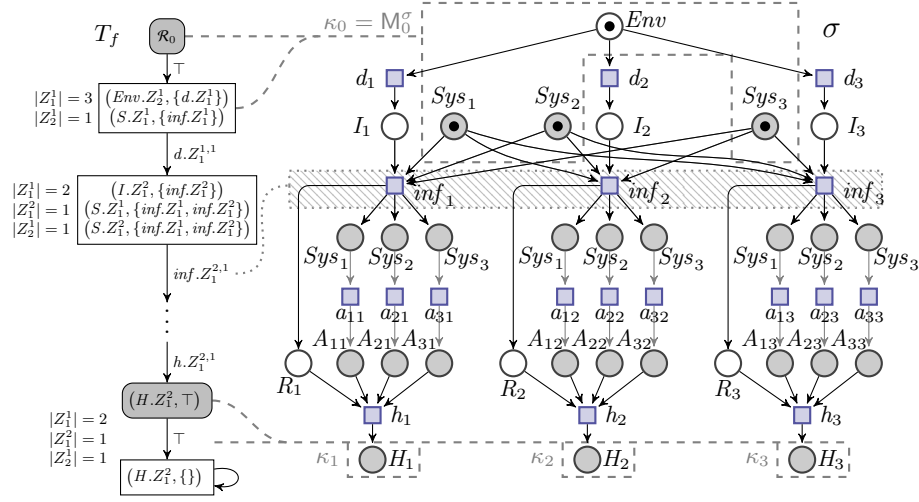 T_f
R_0
κ_0 = M_0^σ
Env
σ
⊤
d_1
d_2
d_3
|Z_1^1| = 3
|Z_2^1| = 1
(Env.Z_2^1, {d.Z_1^1})
(S.Z_1^1, {inf.Z_1^1})
Sys_1
Sys_2
Sys_3
I_1
I_2
I_3
d.Z_1^{1,1}
|Z_1^1| = 2
|Z_1^2| = 1
|Z_2^1| = 1
(I.Z_1^2, {inf.Z_1^2})
(S.Z_1^1, {inf.Z_1^1, inf.Z_1^2})
(S.Z_1^2, {inf.Z_1^1, inf.Z_1^2})
inf_1
inf_2
inf_3
inf.Z_1^{2,1}
Sys_1
Sys_2
Sys_3
Sys_1
Sys_2
Sys_3
Sys_1
Sys_2
Sys_3
a_11
a_21
a_31
a_12
a_22
a_32
a_13
a_23
a_33
A_11
A_21
A_31
A_12
A_22
A_32
A_13
A_23
A_33
h.Z_1^{2,1}
R_1
R_2
R_3
(H.Z_1^2, ⊤)
|Z_1^1| = 2
|Z_1^2| = 1
|Z_2^1| = 1
⊤
h_1
h_2
h_3
(H.Z_1^2, {})
κ_1
H_1
κ_2
H_2
κ_3
H_3